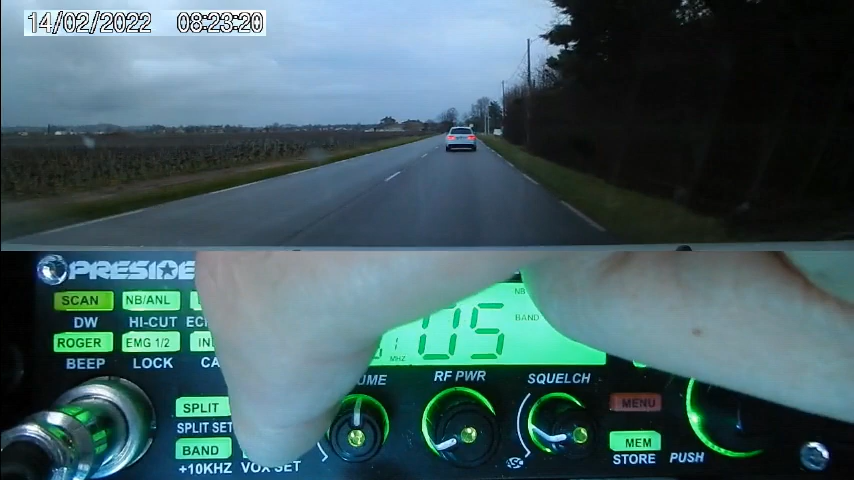 14/02/2022 08:23:20
PRESIDE
SCAN NB/ANL
DW HI-CUT
ROGER EMG 1/2
BEEP LOCK
NB
BAND
05
MHZ
RF PWR SQUELCH
SPLIT
SPLIT SET
BAND
+10KHZ VOX SET
ASC
MENU
MEM
STORE PUSH